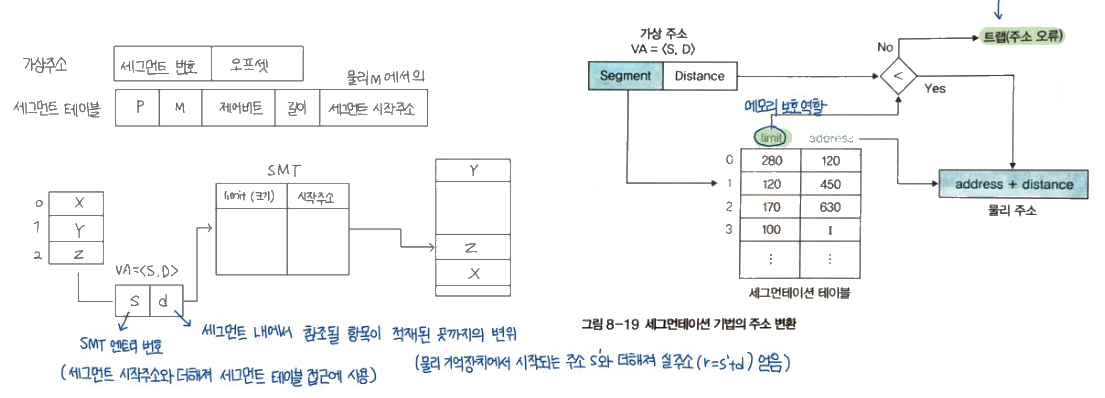 가상주소
세그먼트 번호 오프셋
물리M 에서의
세그먼트 테이블
P M 제어비트 길이 세그먼트 시작주소
SMT
limit (크기) 시작주소
0 X
1 Y
2 Z
VA=<S,D>
S d
Y
Z
X
SMT 엔트리 번호
(세그먼트 시작주소와 더해져 세그먼트 테이블 접근에 사용)
세그먼트 내에서 참조될 항목이 적재된 곳까지의 변위
(물리 기억장치에서 시작되는 주소 S'와 더해져 실주소 (r=s'+d) 얻음)
가상 주소
VA = <S, D>
Segment Distance
No
트랩(주소 오류)
<
Yes
메모리 보호역할
limit address
0 280 120
1 120 450
2 170 630
3 100 I
⋮ ⋮
세그먼테이션 테이블
address + distance
물리 주소
그림 8-19 세그먼테이션 기법의 주소 변환